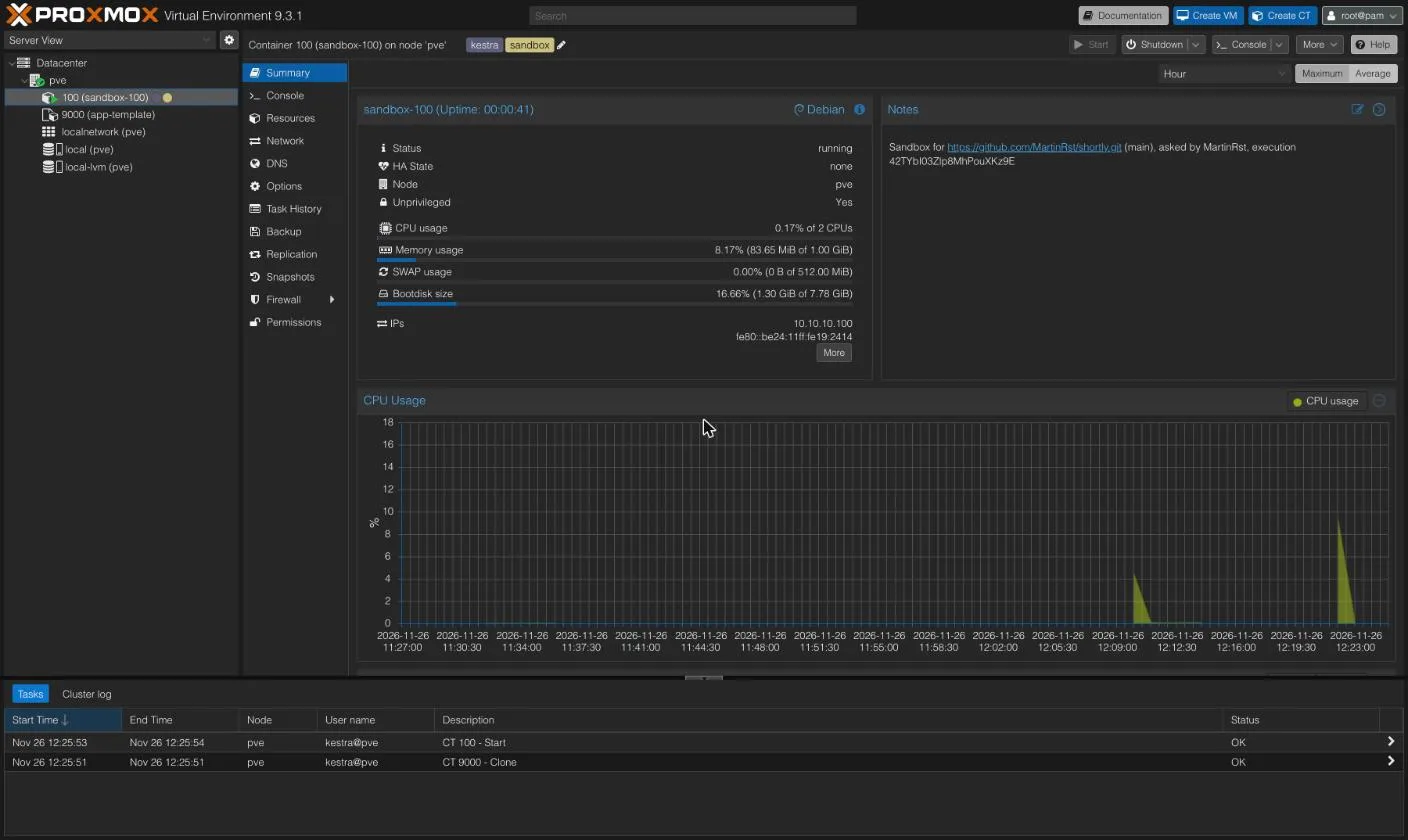 PROXMOX Virtual Environment 9.3.1 Search Documentation Create VM Create CT root@pam
Server View
Container 100 (sandbox-100) on node 'pve' kestra sandbox Start Shutdown Console More Help
Datacenter
pve
100 (sandbox-100)
9000 (app-template)
localnetwork (pve)
local (pve)
local-lvm (pve)
Summary
Console
Resources
Network
DNS
Options
Task History
Backup
Replication
Snapshots
Firewall
Permissions
Hour Maximum Average
sandbox-100 (Uptime: 00:00:41) Debian
Status running
HA State none
Node pve
Unprivileged Yes
CPU usage 0.17% of 2 CPUs
Memory usage 8.17% (83.65 MiB of 1.00 GiB)
SWAP usage 0.00% (0 B of 512.00 MiB)
Bootdisk size 16.66% (1.30 GiB of 7.78 GiB)
IPs 10.10.10.100
fe80::be24:11ff:fe19:2414
More
Notes
Sandbox for https://github.com/MartinRst/shortly.git (main), asked by MartinRst, execution
CPU Usage CPU usage
18
16
14
12
10
%
8
6
4
2
0
2026-11-26 2026-11-26 2026-11-26 2026-11-26 2026-11-26 2026-11-26 2026-11-26 2026-11-26 2026-11-26 2026-11-26 2026-11-26 2026-11-26 2026-11-26 2026-11-26 2026-11-26 2026-11-26 2026-11-26
11:27:00 11:30:30 11:34:00 11:37:30 11:41:00 11:44:30 11:48:00 11:51:30 11:55:00 11:58:30 12:02:00 12:05:30 12:09:00 12:12:30 12:16:00 12:19:30 12:23:00
Tasks Cluster log
Start Time End Time Node User name Description Status
Nov 26 12:25:53 Nov 26 12:25:54 pve kestra@pve CT 100 - Start OK
Nov 26 12:25:51 Nov 26 12:25:51 pve kestra@pve CT 9000 - Clone OK